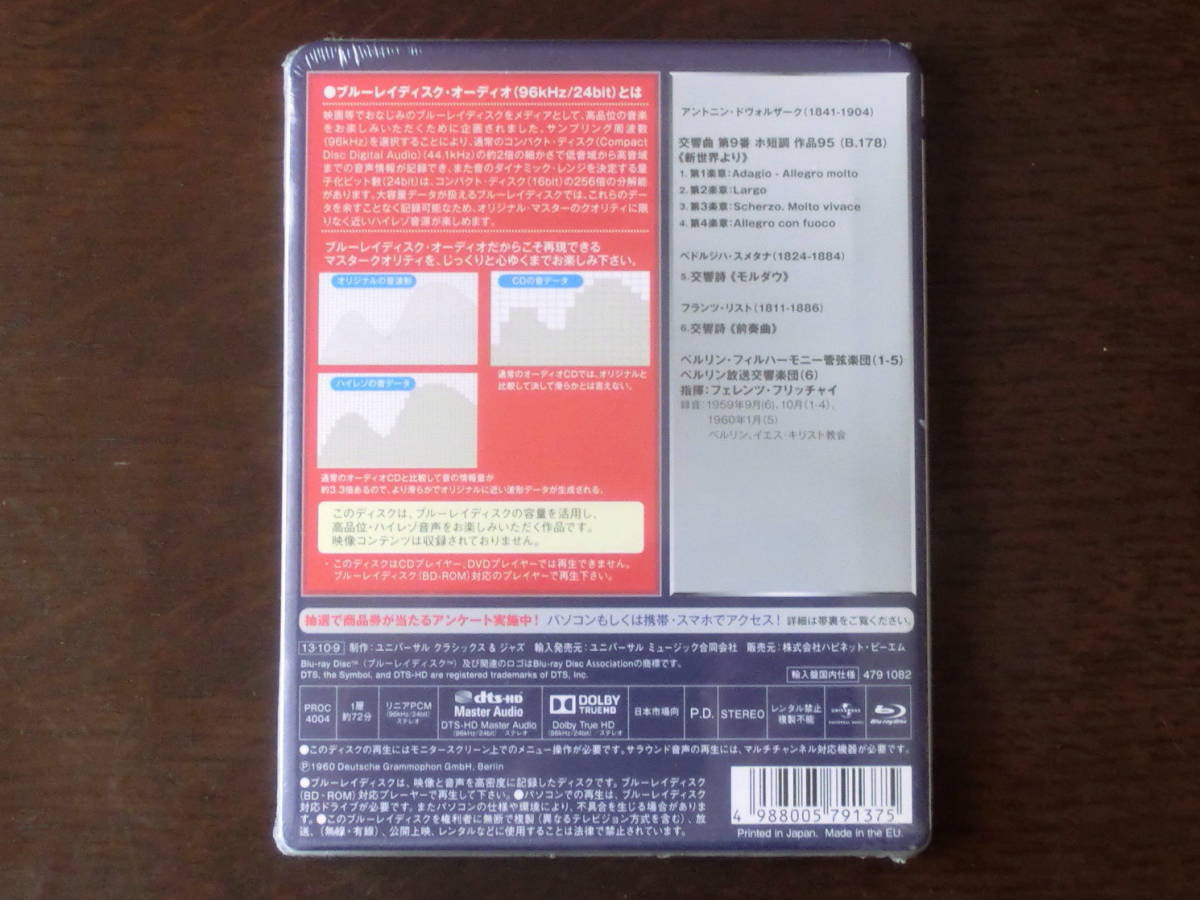 ●ブルーレイディスク・オーディオ(96kHz/24bit)とは
映画等でおなじみのブルーレイディスクをメディアとして、高品位の音楽
をお楽しみいただくために企画されました。サンプリング周波数
(96kHz)を選択することにより、通常のコンパクト・ディスク(Compact
Disc Digital Audio)(44.1kHz)の約2倍の細かさで低音域から高音域
までの音声情報が記録でき、また音のダイナミック・レンジを決定する量
子化ビット数(24bit)は、コンパクト・ディスク(16bit)の256倍の分解能
があります。大容量データが扱えるブルーレイディスクでは、これらのデー
タを余すことなく記録可能なため、オリジナル・マスターのクオリティに限
りなく近いハイレゾ音源が楽しめます。
ブルーレイディスク・オーディオだからこそ再現できる
マスタークオリティを、じっくりと心ゆくまでお楽しみ下さい。
オリジナルの音波形
CDの音データ
通常のオーディオCDでは、オリジナルと
比較して決して滑らかとは言えない。
ハイレゾの音データ
通常のオーディオCDと比較して音の情報量が
約3.3倍あるので、より滑らかでオリジナルに近い波形データが生成される。
このディスクは、ブルーレイディスクの容量を活用し、
高品位・ハイレゾ音声をお楽しみいただく作品です。
映像コンテンツは収録されておりません。
・このディスクはCDプレイヤー、DVDプレイヤーでは再生できません。
ブルーレイディスク(BD-ROM)対応のプレイヤーで再生下さい。
アントニン・ドヴォルザーク(1841-1904)
交響曲 第9番 ホ短調 作品95 (B.178)
《新世界より》
1. 第1楽章:Adagio - Allegro molto
2. 第2楽章:Largo
3. 第3楽章:Scherzo. Molto vivace
4. 第4楽章:Allegro con fuoco
ベドルジハ・スメタナ(1824-1884)
5. 交響詩《モルダウ》
フランツ・リスト(1811-1886)
6. 交響詩《前奏曲》
ベルリン・フィルハーモニー管弦楽団(1-5)
ベルリン放送交響楽団(6)
指揮:フェレンツ・フリッチャイ
録音:1959年9月(6)、10月(1-4)、
1960年1月(5)
ベルリン、イエス・キリスト教会
抽選で商品券が当たるアンケート実施中! パソコンもしくは携帯・スマホでアクセス! 詳細は帯裏をご覧ください。
13・10・9 制作:ユニバーサル クラシックス & ジャズ 輸入発売元:ユニバーサル ミュージック合同会社 販売元:株式会社ハピネット・ピーエム
Blu-ray Disc™ (ブルーレイディスク™) 及び関連のロゴはBlu-ray Disc Associationの商標です。
DTS, the Symbol, and DTS-HD are registered trademarks of DTS, Inc.
輸入盤国内仕様 479 1082
PROC 4004
1層 約72分
リニアPCM (96kHz/24bit) ステレオ
dts-HD Master Audio
DTS-HD Master Audio (96kHz/24bit) / ステレオ
DOLBY TRUEHD
Dolby True HD (96kHz/24bit) / ステレオ
日本市場向
P.D.
STEREO
レンタル禁止 複製不能
UNIVERSAL
UNIVERSAL MUSIC
Blu-ray Disc
●このディスクの再生にはモニタースクリーン上でのメニュー操作が必要です。サラウンド音声の再生には、マルチチャンネル対応機器が必要です。
Ⓟ1960 Deutsche Grammophon GmbH, Berlin
●ブルーレイディスクは、映像と音声を高密度に記録したディスクです。ブルーレイディスク
(BD-ROM)対応プレーヤーで再生して下さい。●パソコンでの再生は、ブルーレイディスク
対応ドライブが必要です。またパソコンの仕様や環境により、不具合を生じる場合がありま
す。●このブルーレイディスクを権利者に無断で複製(異なるテレビジョン方式を含む)、放
送、(無線・有線)、公開上映、レンタルなどに使用することは法律で禁止されています。
4 988005 791375
Printed in Japan. Made in the EU.